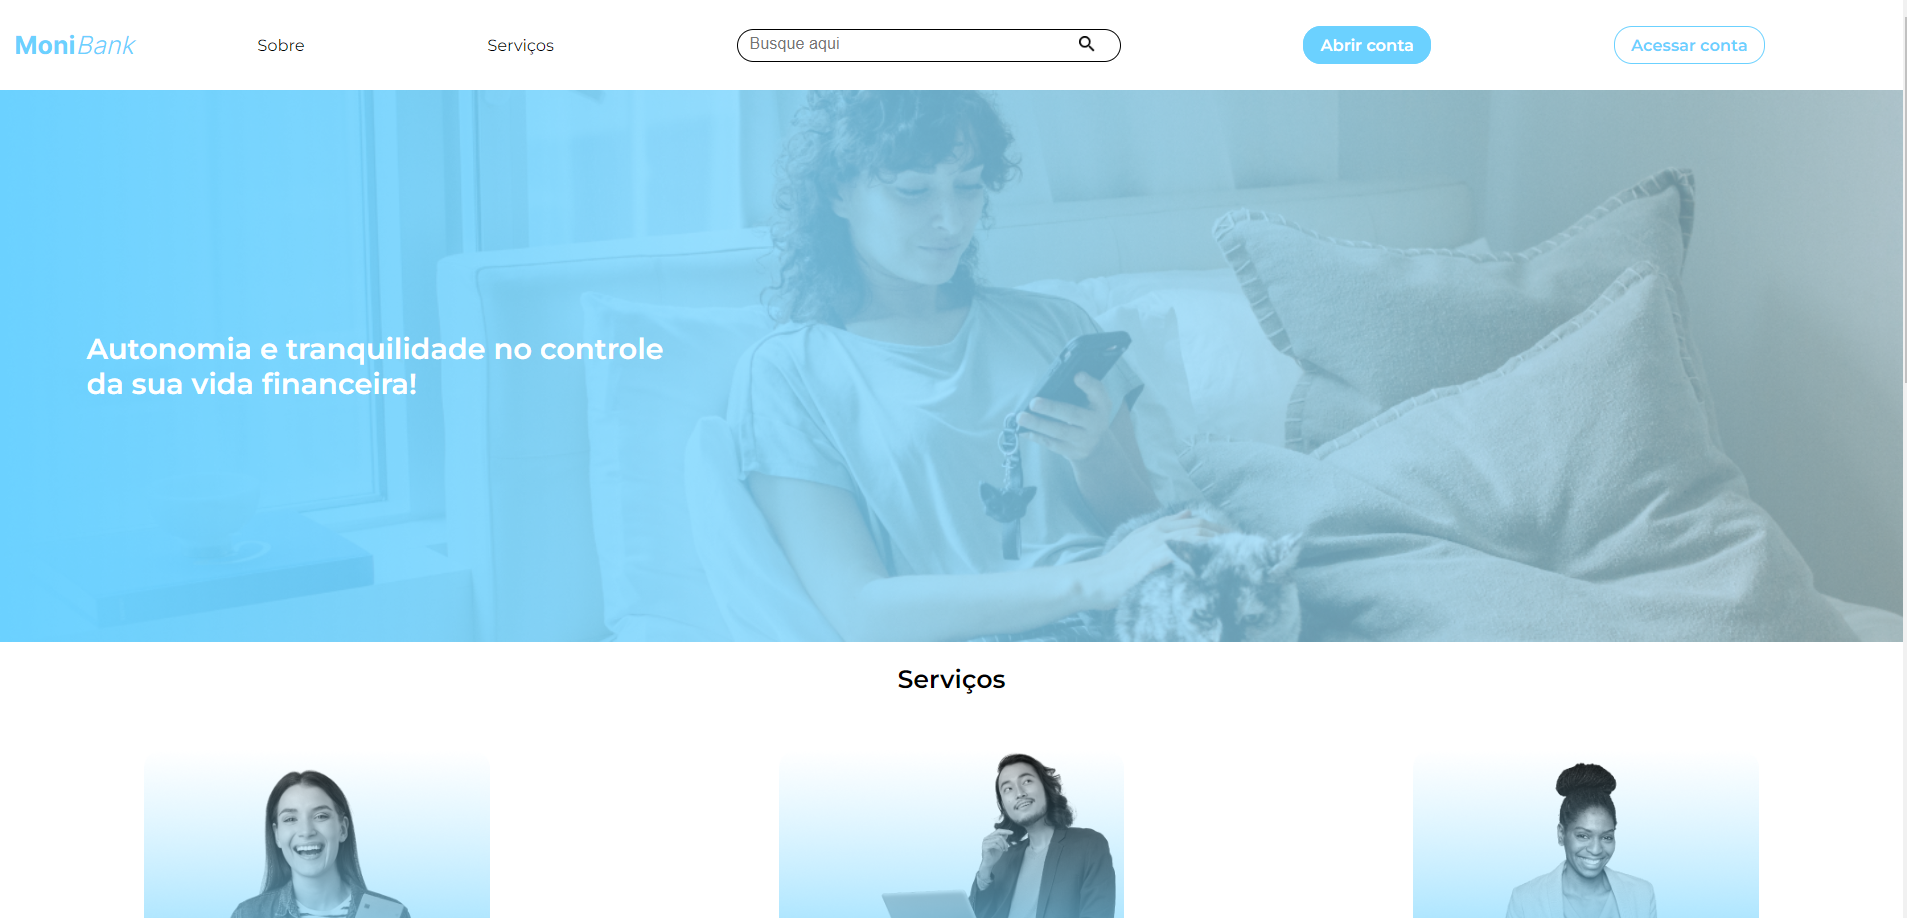 MoniBank
Sobre
Serviços
Busque aqui
Abrir conta
Acessar conta
Autonomia e tranquilidade no controle
da sua vida financeira!
Serviços